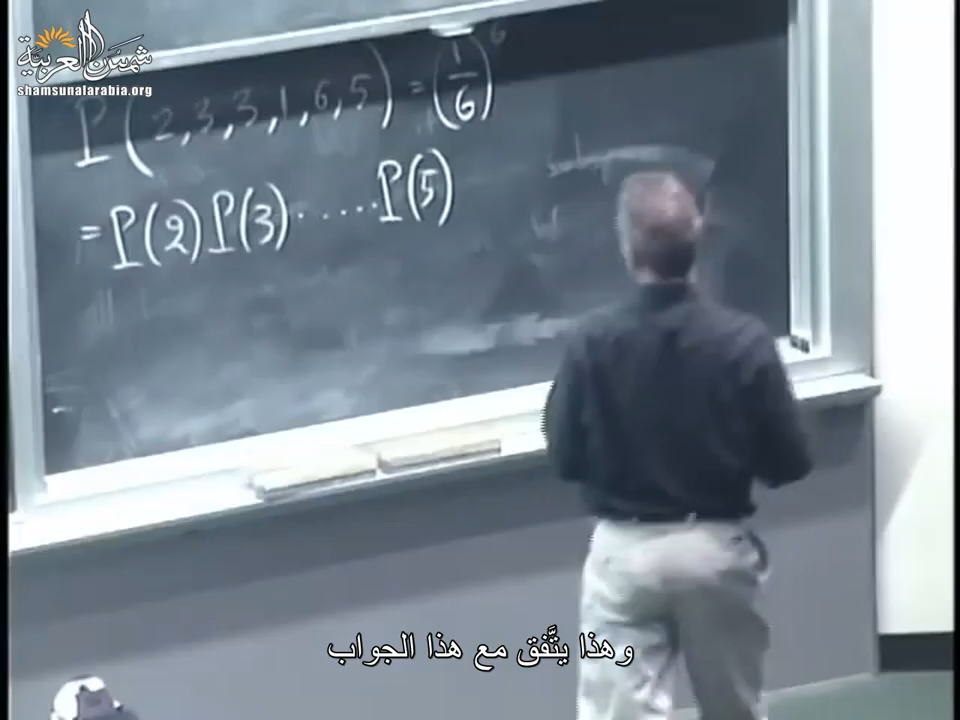 شمس العربية
shamsunalarabia.org
P(2,3,3,1,6,5) = (1/6)^6
= P(2) P(3) ..... P(5)
وهذا يتَّفق مع هذا الجواب